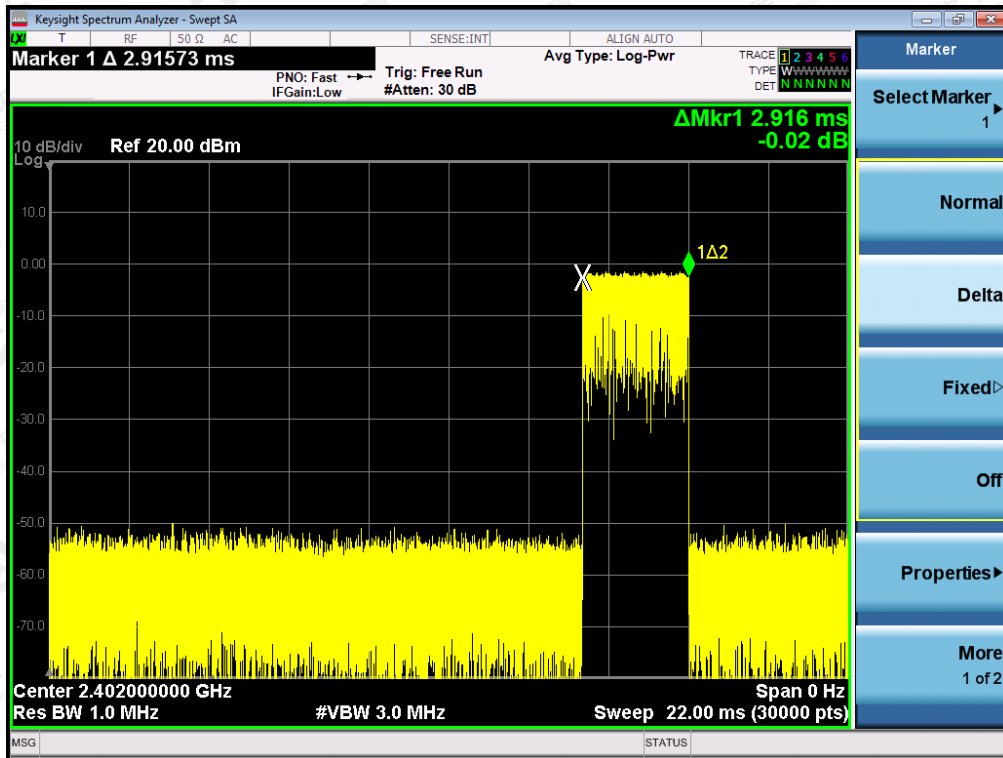 Keysight Spectrum Analyzer - Swept SA
LXI T RF 50 Ω AC SENSE:INT ALIGN AUTO
Marker 1 Δ 2.91573 ms
PNO: Fast
IFGain:Low
Trig: Free Run
#Atten: 30 dB
Avg Type: Log-Pwr
TRACE 1 2 3 4 5 6
TYPE WWWWWW
DET N N N N N N
ΔMkr1 2.916 ms
-0.02 dB
10 dB/div Ref 20.00 dBm
Log
10.0
0.00
-10.0
-20.0
-30.0
-40.0
-50.0
-60.0
-70.0
X
1Δ2
Center 2.402000000 GHz Span 0 Hz
Res BW 1.0 MHz #VBW 3.0 MHz Sweep 22.00 ms (30000 pts)
MSG STATUS
Marker
Select Marker
1
Normal
Delta
Fixed
Off
Properties
More
1 of 2